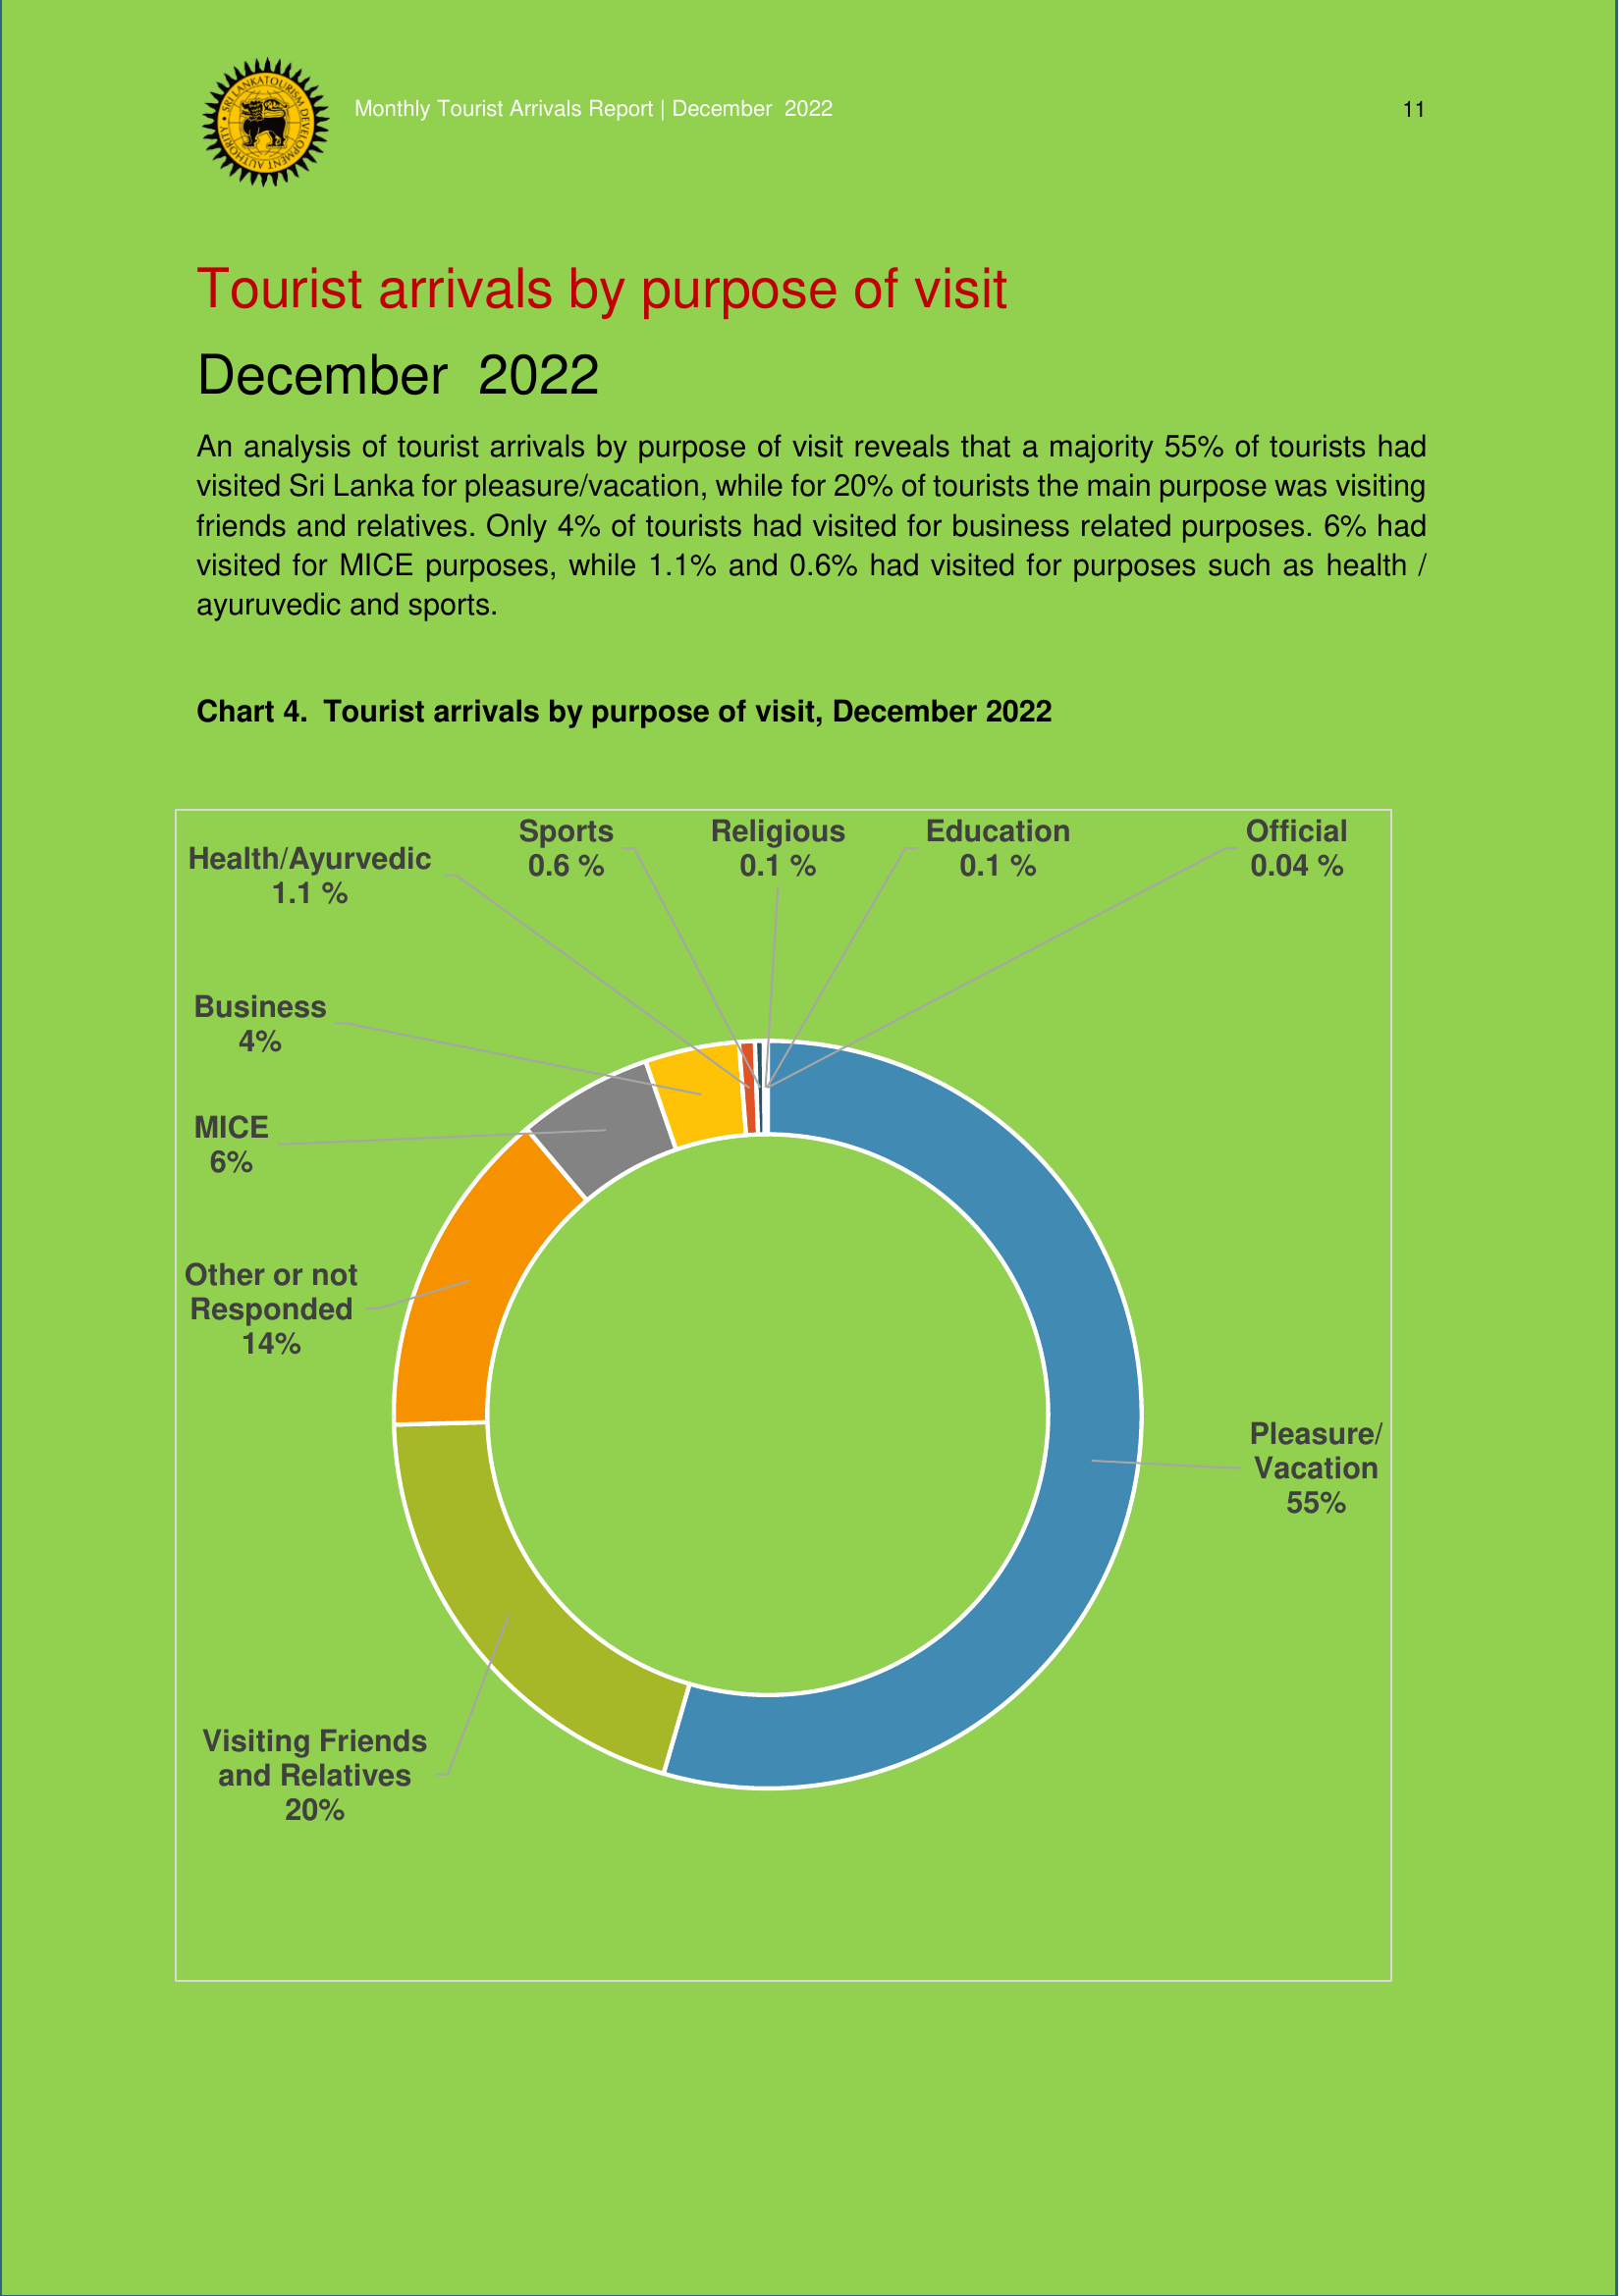 SRI LANKA TOURISM DEVELOPMENT AUTHORITY
Monthly Tourist Arrivals Report | December 2022
11
Tourist arrivals by purpose of visit
December 2022
An analysis of tourist arrivals by purpose of visit reveals that a majority 55% of tourists had
visited Sri Lanka for pleasure/vacation, while for 20% of tourists the main purpose was visiting
friends and relatives. Only 4% of tourists had visited for business related purposes. 6% had
visited for MICE purposes, while 1.1% and 0.6% had visited for purposes such as health /
ayuruvedic and sports.
Chart 4. Tourist arrivals by purpose of visit, December 2022
Health/Ayurvedic
1.1 %
Sports
0.6 %
Religious
0.1 %
Education
0.1 %
Official
0.04 %
Business
4%
MICE
6%
Other or not
Responded
14%
Pleasure/
Vacation
55%
Visiting Friends
and Relatives
20%